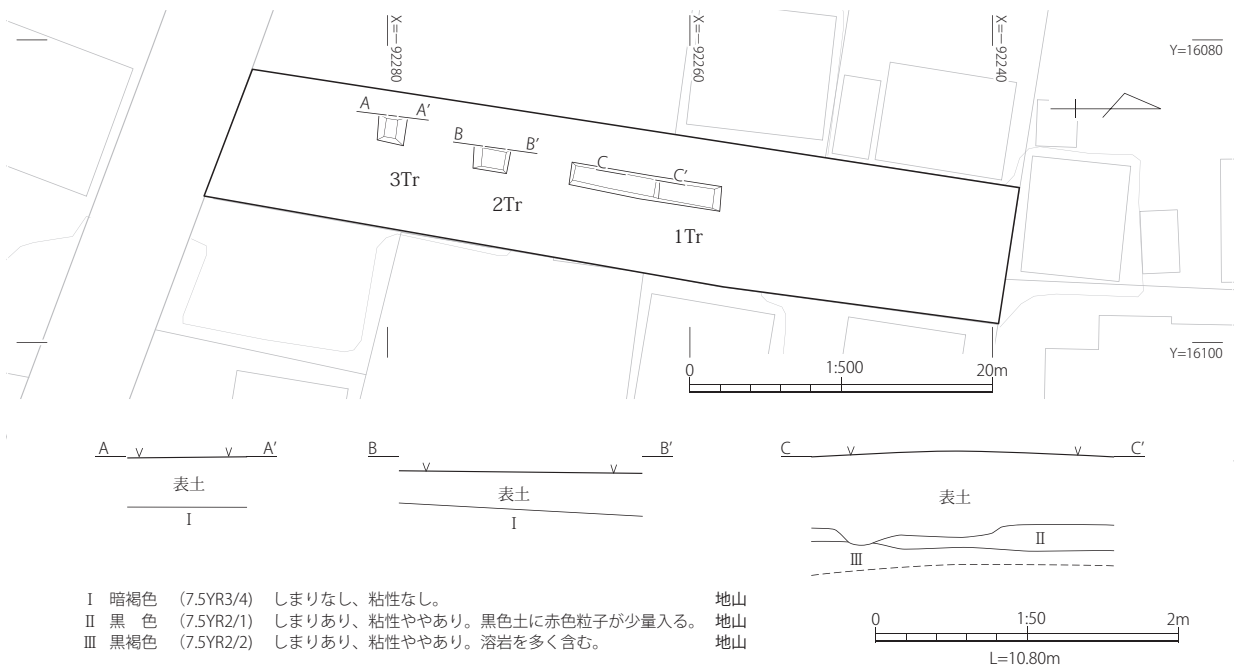 X=―92280
X=―92260
X=―92240
Y=16080
A A'
B B'
C C'
3Tr
2Tr
1Tr
Y=16100
0 1:500 20m
A A'
表土
Ⅰ
B B'
表土
Ⅰ
C C'
表土
Ⅱ
Ⅲ
Ⅰ 暗褐色 (7.5YR3/4) しまりなし、粘性なし。 地山
Ⅱ 黒 色 (7.5YR2/1) しまりあり、粘性ややあり。黒色土に赤色粒子が少量入る。 地山
Ⅲ 黒褐色 (7.5YR2/2) しまりあり、粘性ややあり。溶岩を多く含む。 地山
0 1:50 2m
L=10.80m